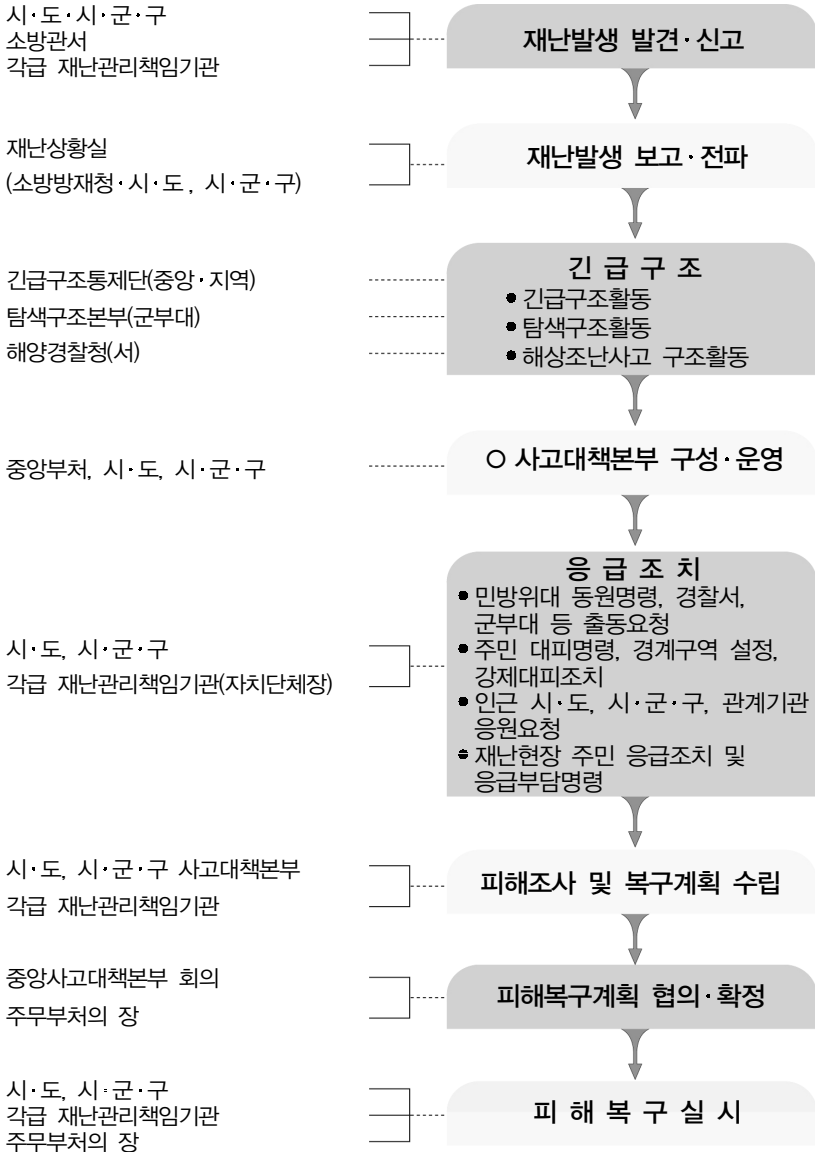 시·도·시·군·구
소방관서
각급 재난관리책임기관
재난발생 발견·신고
재난상황실
(소방방재청·시·도, 시·군·구)
재난발생 보고·전파
긴급구조통제단(중앙·지역)
탐색구조본부(군부대)
해양경찰청(서)
긴 급 구 조
● 긴급구조활동
● 탐색구조활동
● 해상조난사고 구조활동
중앙부처, 시·도, 시·군·구
○ 사고대책본부 구성·운영
시·도, 시·군·구
각급 재난관리책임기관(자치단체장)
응 급 조 치
● 민방위대 동원명령, 경찰서,
군부대 등 출동요청
● 주민 대피명령, 경계구역 설정,
강제대피조치
● 인근 시·도, 시·군·구, 관계기관
응원요청
● 재난현장 주민 응급조치 및
응급부담명령
시·도, 시·군·구 사고대책본부
각급 재난관리책임기관
피해조사 및 복구계획 수립
중앙사고대책본부 회의
주무부처의 장
피해복구계획 협의·확정
시·도, 시·군·구
각급 재난관리책임기관
주무부처의 장
피 해 복 구 실 시